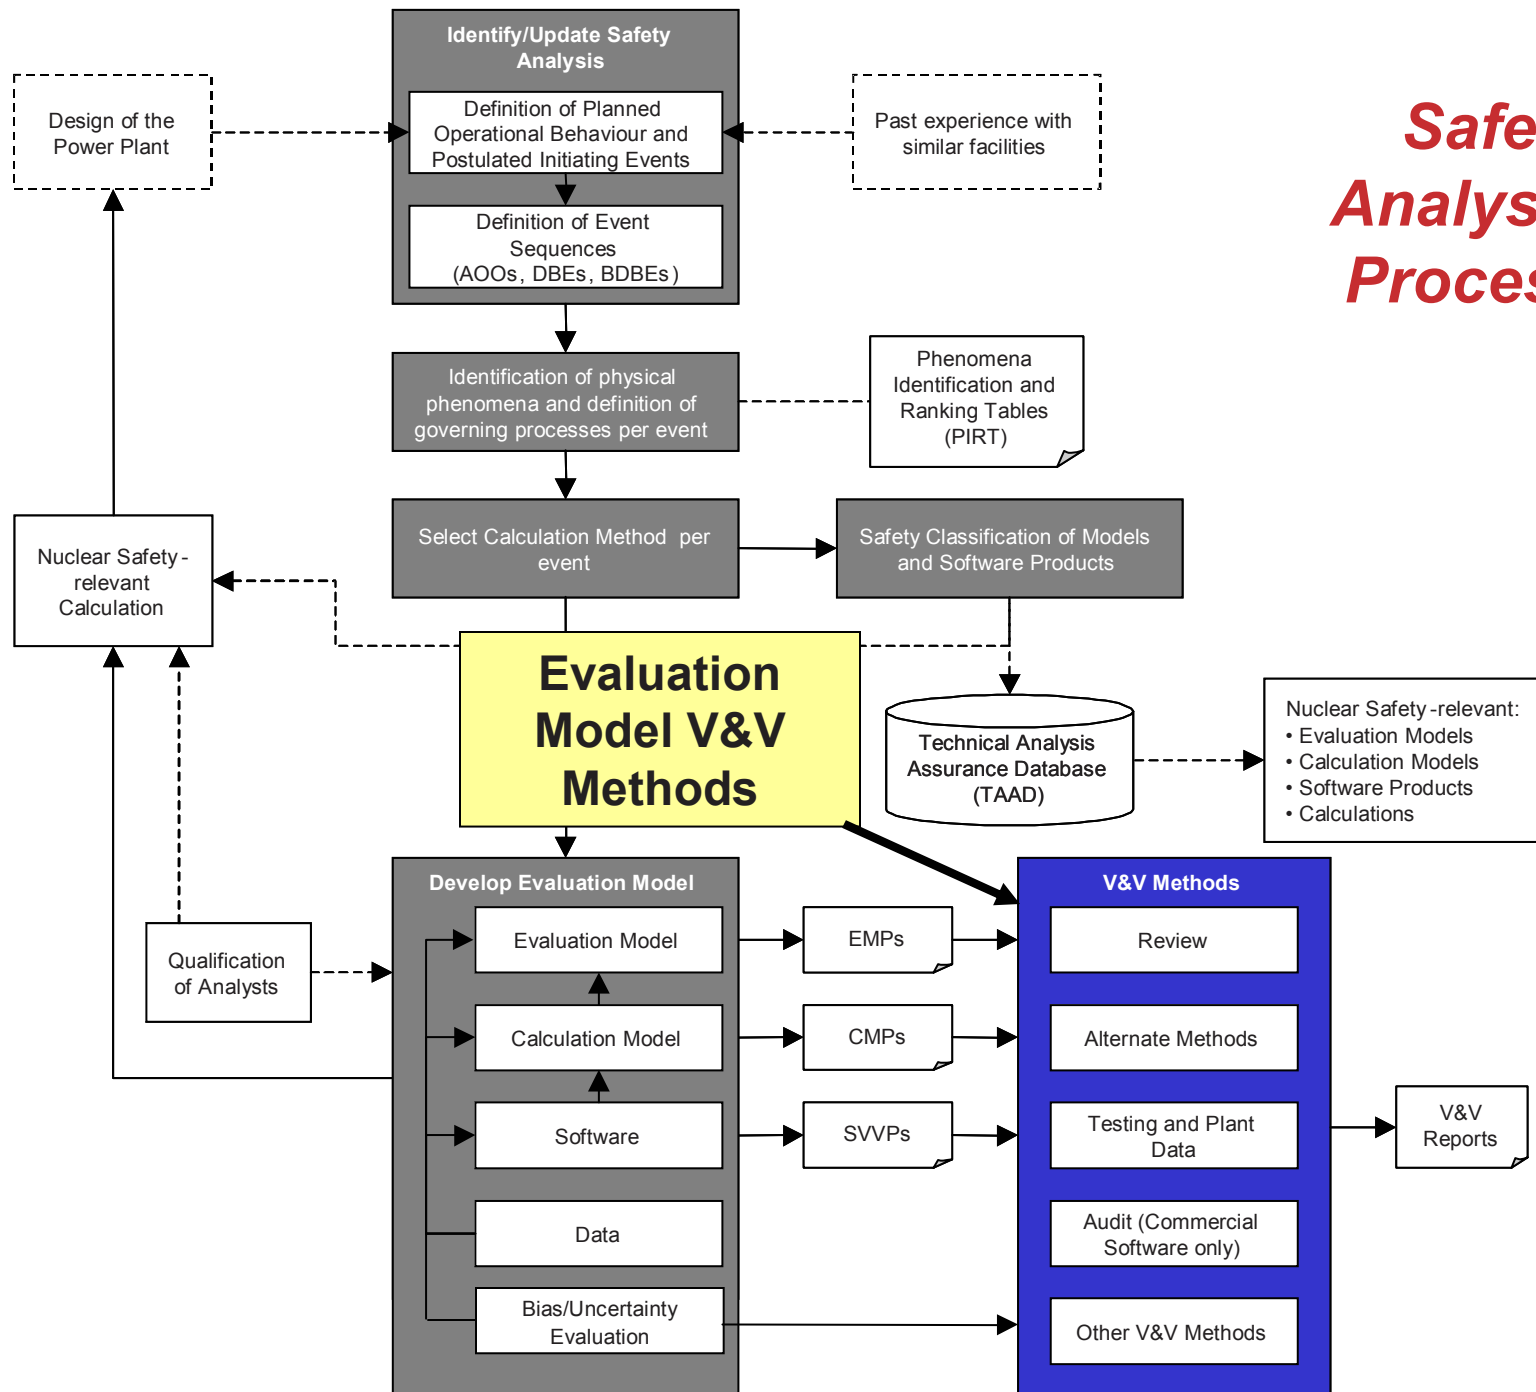 Identify/Update Safety
Analysis
Definition of Planned
Operational Behaviour and
Postulated Initiating Events
Definition of Event
Sequences
(AOOs, DBEs, BDBEs)
Design of the
Power Plant
Past experience with
similar facilities
Safe
Analys
Proces
Identification of physical
phenomena and definition of
governing processes per event
Phenomena
Identification and
Ranking Tables
(PIRT)
Select Calculation Method per
event
Safety Classification of Models
and Software Products
Nuclear Safety-
relevant
Calculation
Evaluation
Model V&V
Methods
Technical Analysis
Assurance Database
(TAAD)
Nuclear Safety-relevant:
• Evaluation Models
• Calculation Models
• Software Products
• Calculations
Qualification
of Analysts
Develop Evaluation Model
Evaluation Model
Calculation Model
Software
Data
Bias/Uncertainty
Evaluation
EMPs
CMPs
SVVPs
V&V Methods
Review
Alternate Methods
Testing and Plant
Data
Audit (Commercial
Software only)
Other V&V Methods
V&V
Reports